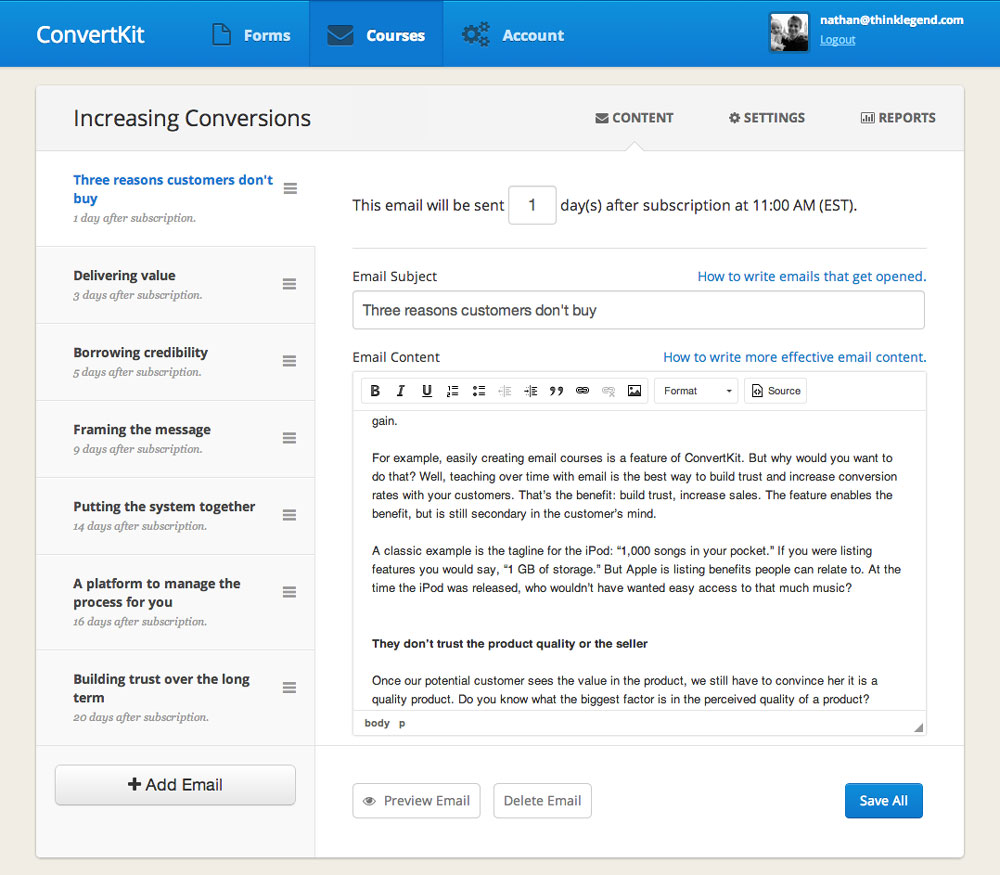 ConvertKit
Forms
Courses
Account
nathan@thinklegend.com
Logout
Increasing Conversions
CONTENT
SETTINGS
REPORTS
Three reasons customers don't
buy
1 day after subscription.
Delivering value
3 days after subscription.
Borrowing credibility
5 days after subscription.
Framing the message
9 days after subscription.
Putting the system together
14 days after subscription.
A platform to manage the
process for you
16 days after subscription.
Building trust over the long
term
20 days after subscription.
+ Add Email
This email will be sent 1 day(s) after subscription at 11:00 AM (EST).
Email Subject
How to write emails that get opened.
Three reasons customers don't buy
Email Content
How to write more effective email content.
B I U Format Source
gain.
For example, easily creating email courses is a feature of ConvertKit. But why would you want to
do that? Well, teaching over time with email is the best way to build trust and increase conversion
rates with your customers. That’s the benefit: build trust, increase sales. The feature enables the
benefit, but is still secondary in the customer’s mind.
A classic example is the tagline for the iPod: “1,000 songs in your pocket.” If you were listing
features you would say, “1 GB of storage.” But Apple is listing benefits people can relate to. At the
time the iPod was released, who wouldn’t have wanted easy access to that much music?
They don’t trust the product quality or the seller
Once our potential customer sees the value in the product, we still have to convince her it is a
quality product. Do you know what the biggest factor is in the perceived quality of a product?
body p
Preview Email
Delete Email
Save All